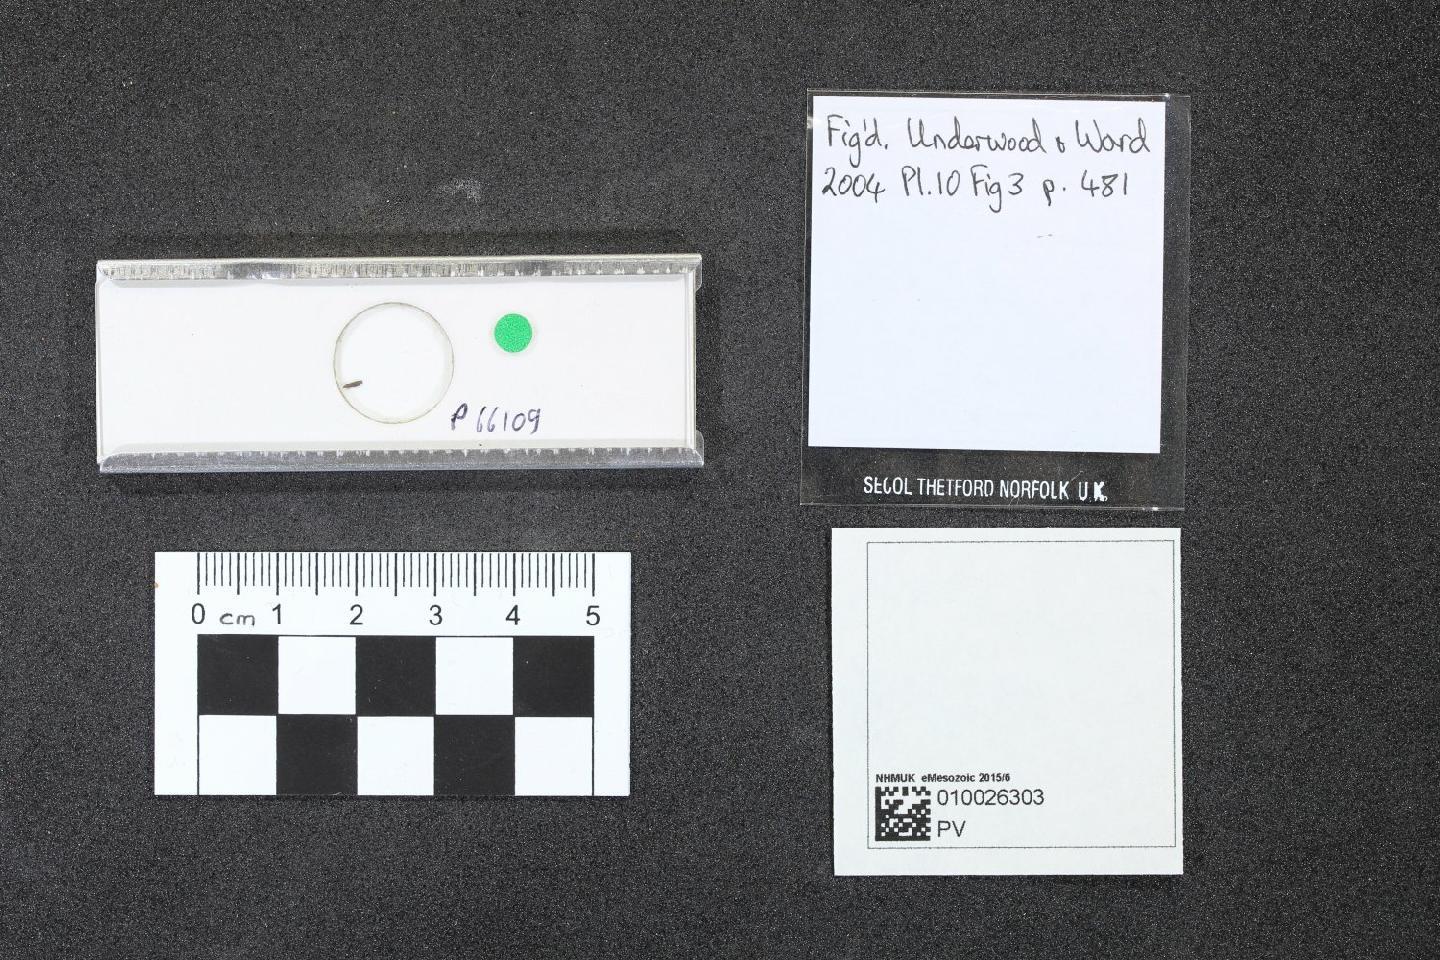 Fig'd. Underwood & Ward
2004 Pl.10 Fig 3 p. 481
P 66109
SEGOL THETFORD NORFOLK U.K.
0 cm 1 2 3 4 5
NHMUK eMesozoic 2015/6
010026303
PV